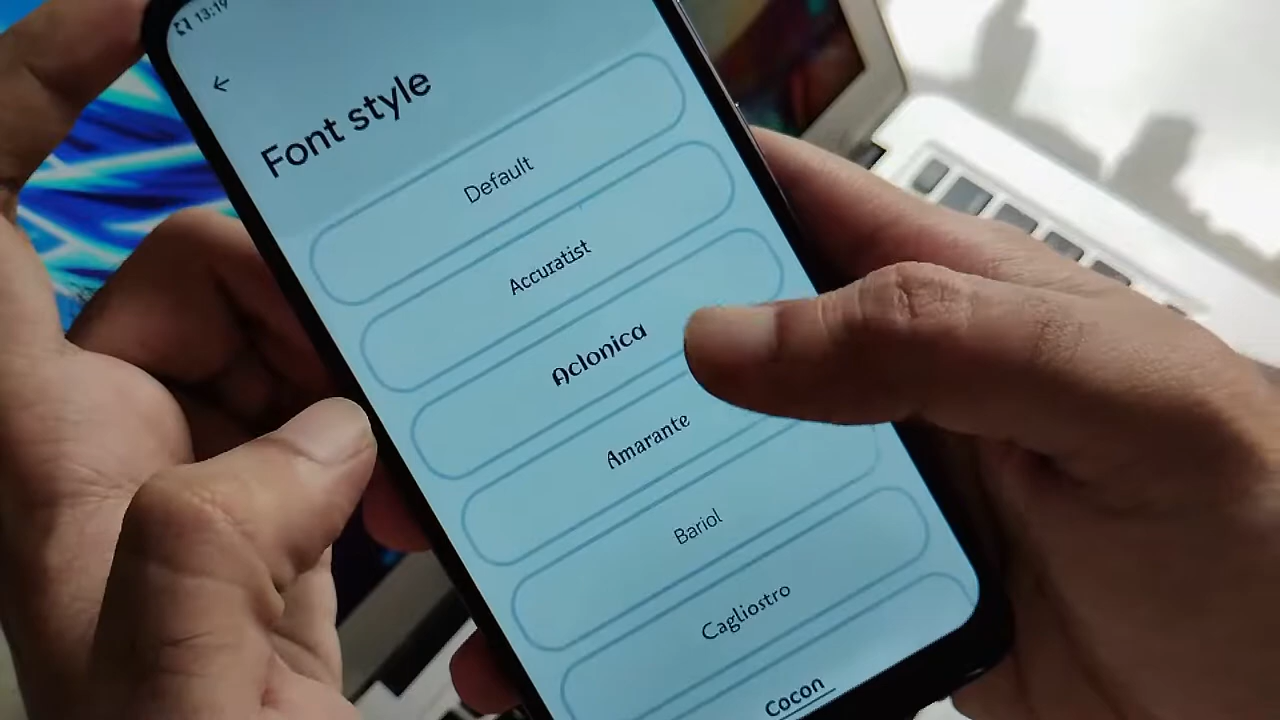 13:19
Font style
Default
Accuratist
Aclonica
Amarante
Bariol
Cagliostro
Cocon